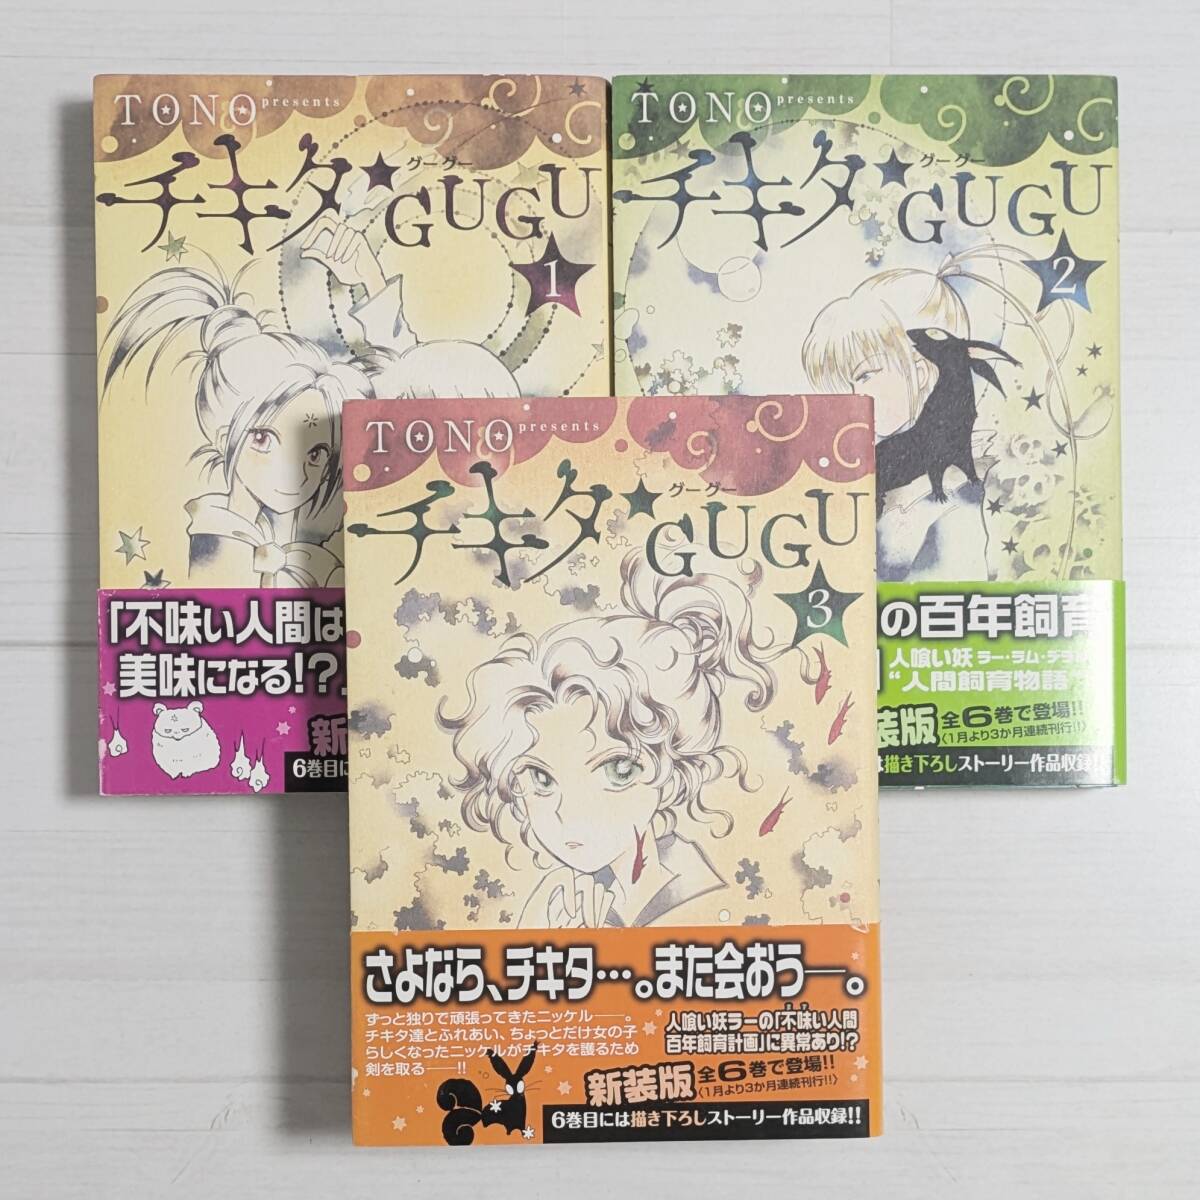 TONO presents
グーグー
チキタ★GUGU
1
「不味い人間は
美味になる!?」
新
6巻目に
TONO presents
グーグー
チキタ★GUGU
2
の百年飼育
人喰い妖 ラー・ラム・デラル
“人間飼育物語”
装版 全6巻で登場!!
〈1月より3か月連続刊行!!〉
は描き下ろしストーリー作品収録!!
TONO presents
グーグー
チキタ★GUGU
3
さよなら、チキタ…。また会おう――。
ずっと独りで頑張ってきたニッケル――。
チキタ達とふれあい、ちょっとだけ女の子
らしくなったニッケルがチキタを護るため
剣を取る――!!
人喰い妖ラーの「不味い人間
百年飼育計画」に異常あり!?
新装版 全6巻で登場!!
〈1月より3か月連続刊行!!〉
6巻目には描き下ろしストーリー作品収録!!